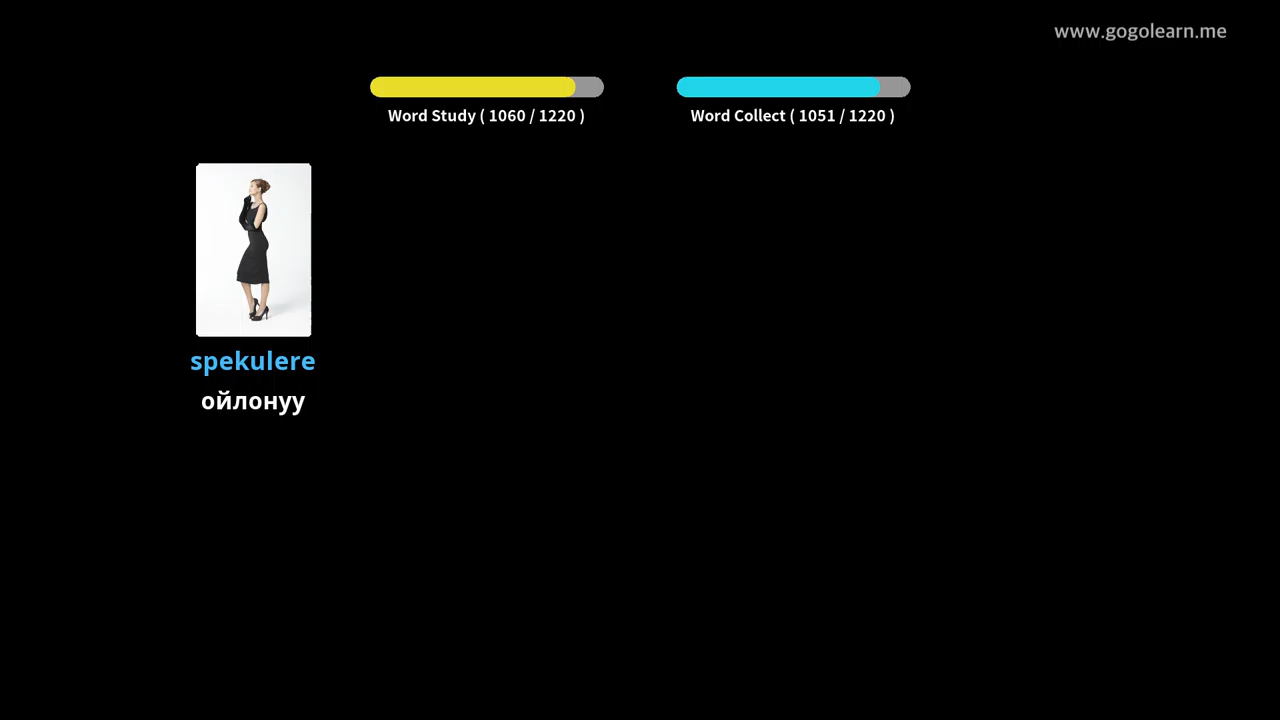 www.gogolearn.me
Word Study ( 1060 / 1220 )
Word Collect ( 1051 / 1220 )
spekulere
ойлонуу